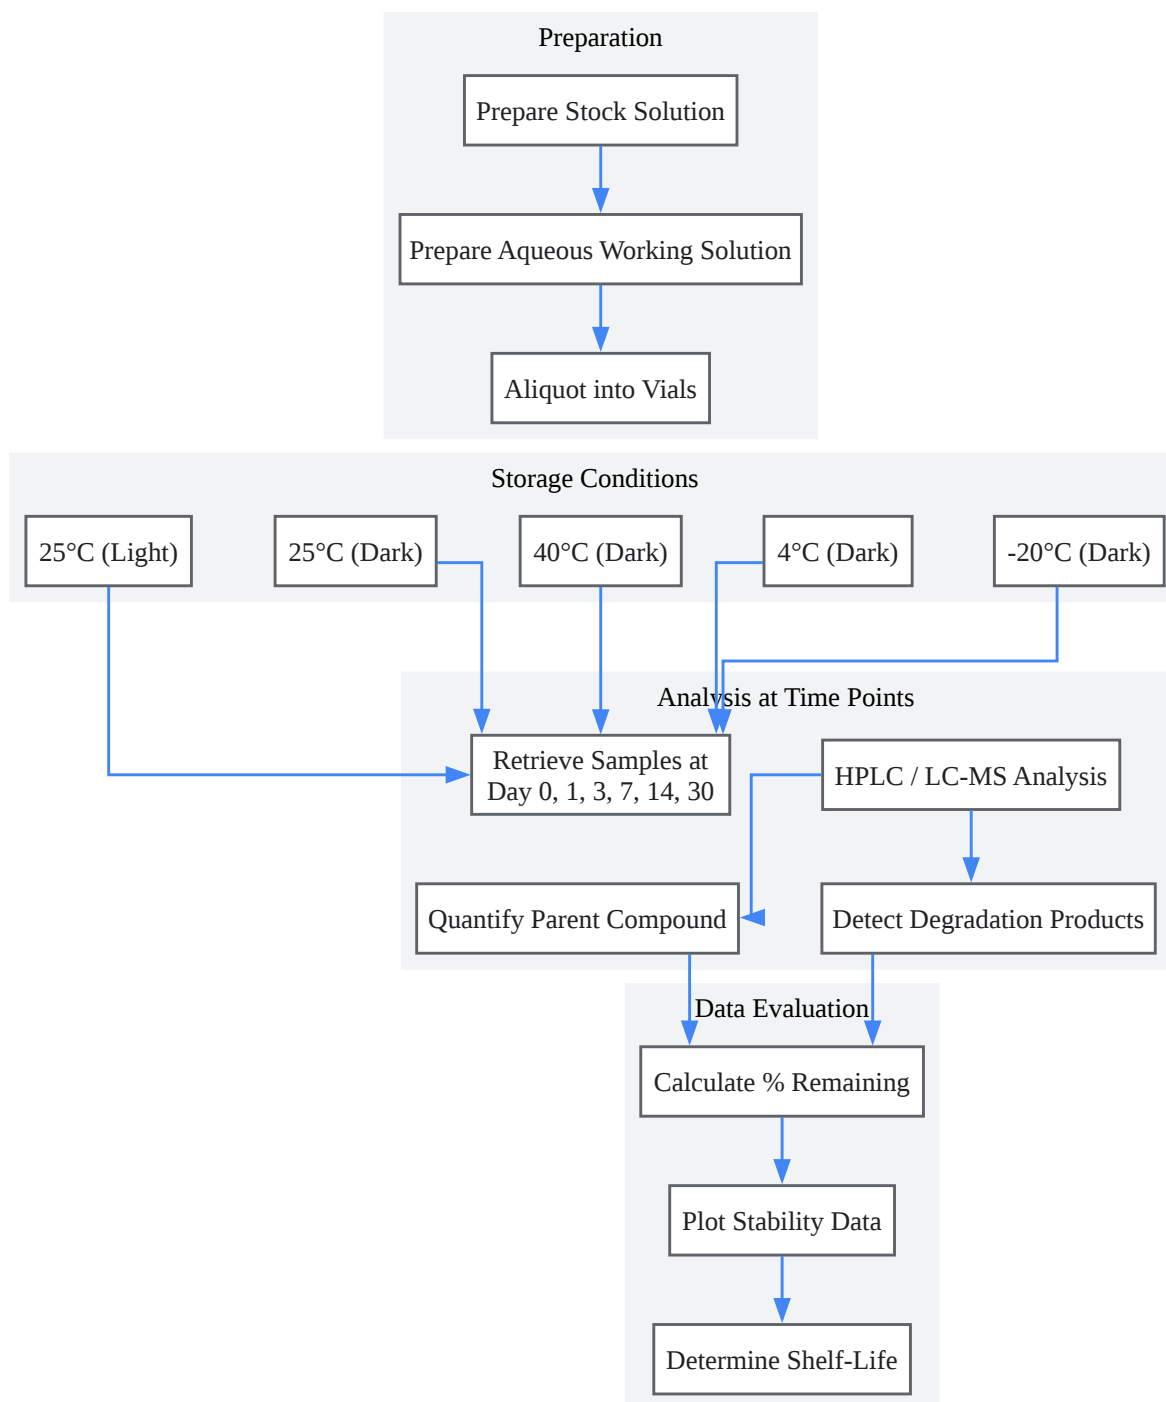 Preparation
Prepare Stock Solution
Prepare Aqueous Working Solution
Aliquot into Vials
Storage Conditions
25°C (Light)
25°C (Dark)
40°C (Dark)
4°C (Dark)
-20°C (Dark)
Analysis at Time Points
Retrieve Samples at
Day 0, 1, 3, 7, 14, 30
HPLC / LC-MS Analysis
Quantify Parent Compound
Detect Degradation Products
Data Evaluation
Calculate % Remaining
Plot Stability Data
Determine Shelf-Life